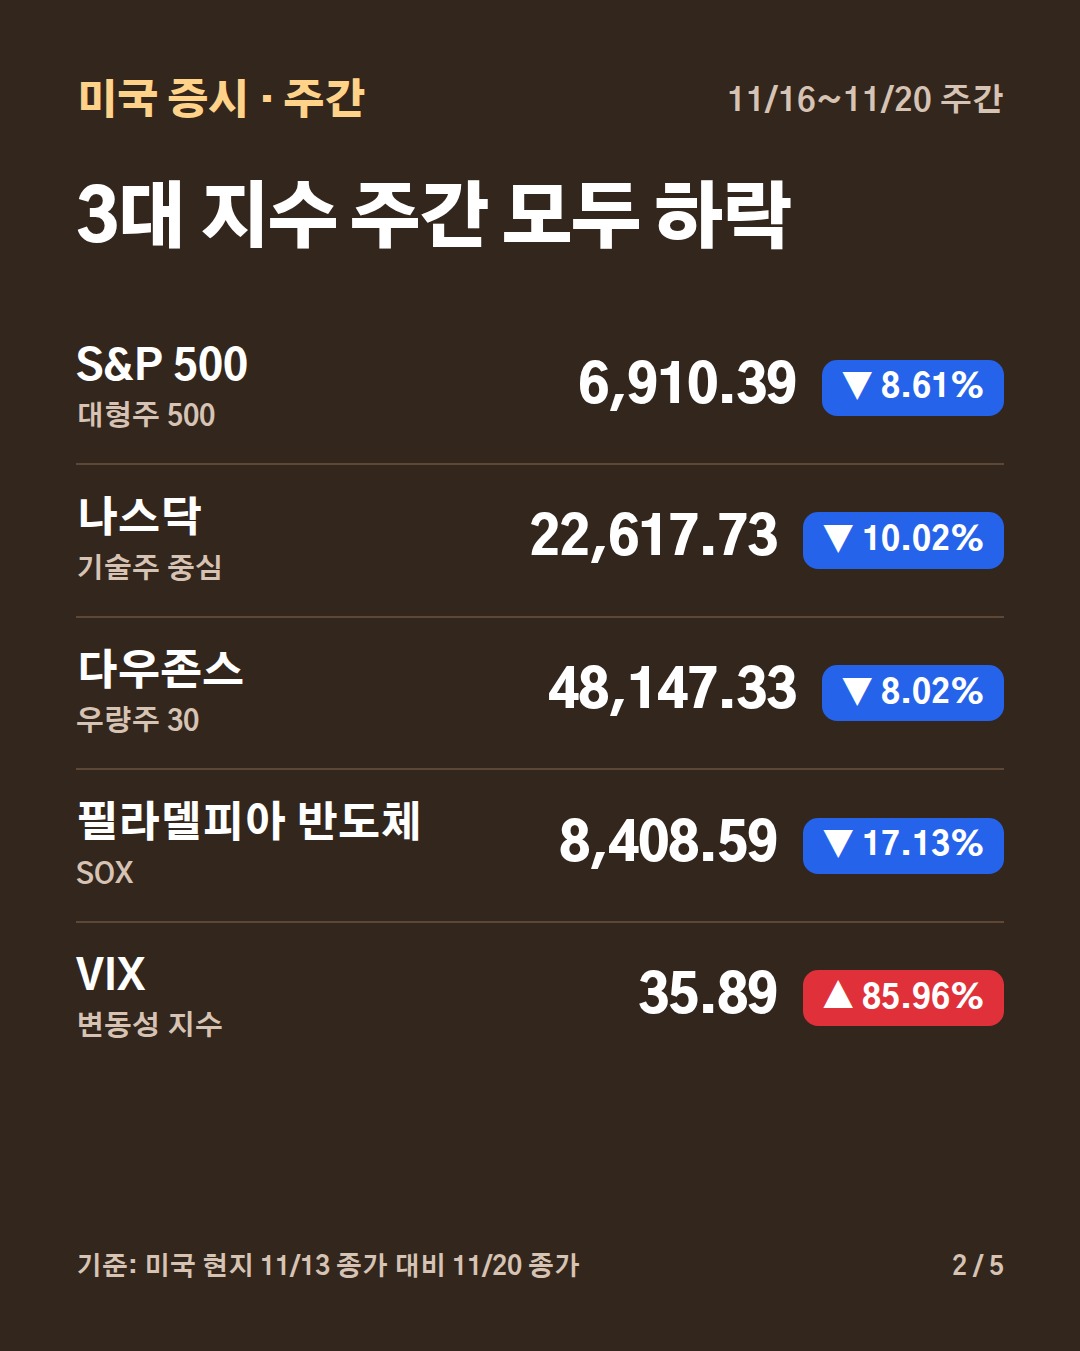 미국 증시 · 주간
11/16~11/20 주간
3대 지수 주간 모두 하락
S&P 500
대형주 500
6,910.39 ▼ 8.61%
나스닥
기술주 중심
22,617.73 ▼ 10.02%
다우존스
우량주 30
48,147.33 ▼ 8.02%
필라델피아 반도체
SOX
8,408.59 ▼ 17.13%
VIX
변동성 지수
35.89 ▲ 85.96%
기준: 미국 현지 11/13 종가 대비 11/20 종가
2 / 5